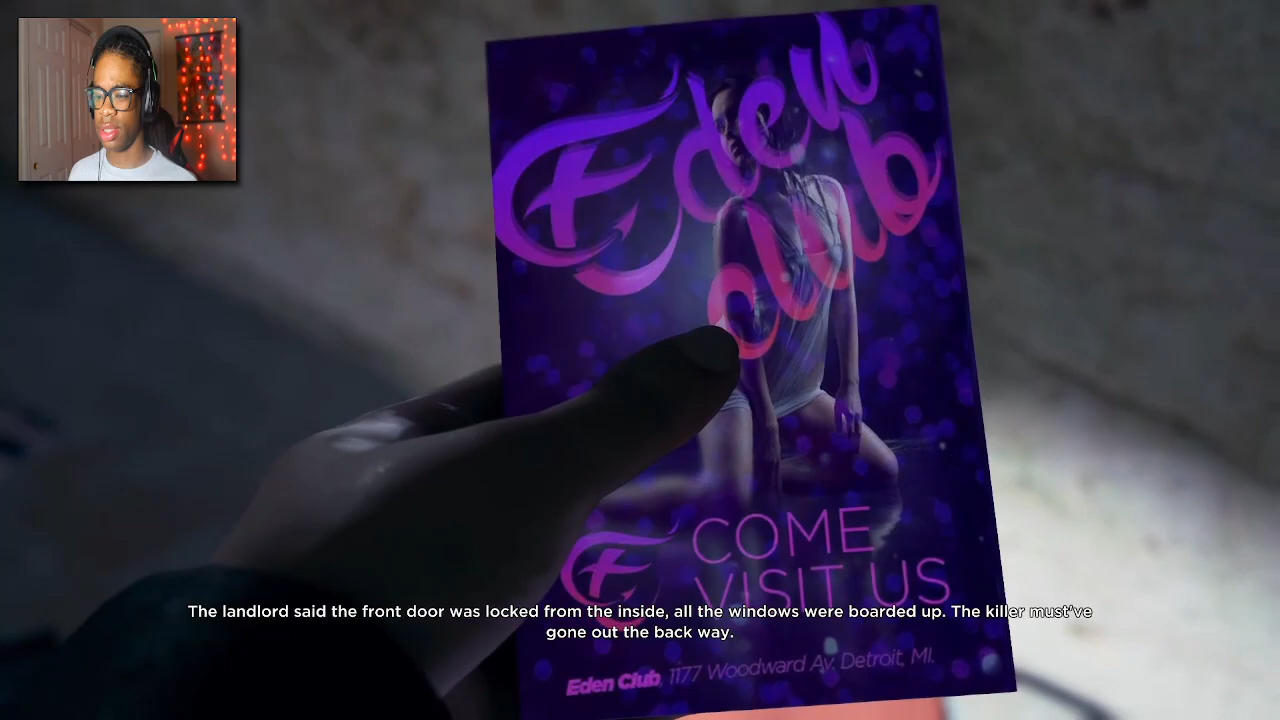 Eden
club
COME
VISIT US
The landlord said the front door was locked from the inside, all the windows were boarded up. The killer must've
gone out the back way.
Eden Club, 1177 Woodward Av. Detroit, MI.